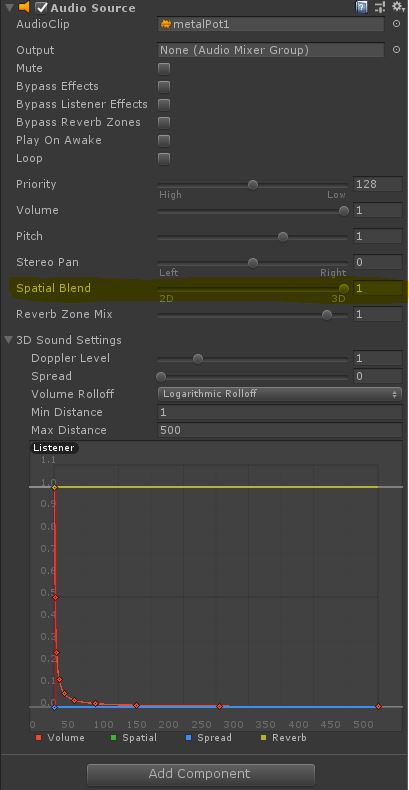 Audio Source
AudioClip metalPot1
Output None (Audio Mixer Group)
Mute
Bypass Effects
Bypass Listener Effects
Bypass Reverb Zones
Play On Awake
Loop
Priority 128
High Low
Volume 1
Pitch 1
Stereo Pan 0
Left Right
Spatial Blend 1
2D 3D
Reverb Zone Mix 1
3D Sound Settings
Doppler Level 1
Spread 0
Volume Rolloff Logarithmic Rolloff
Min Distance 1
Max Distance 500
Listener
1.1
1.0
0.9
0.8
0.7
0.6
0.5
0.4
0.3
0.2
0.1
0.0
0 50 100 150 200 250 300 350 400 450 500
Volume Spatial Spread Reverb
Add Component